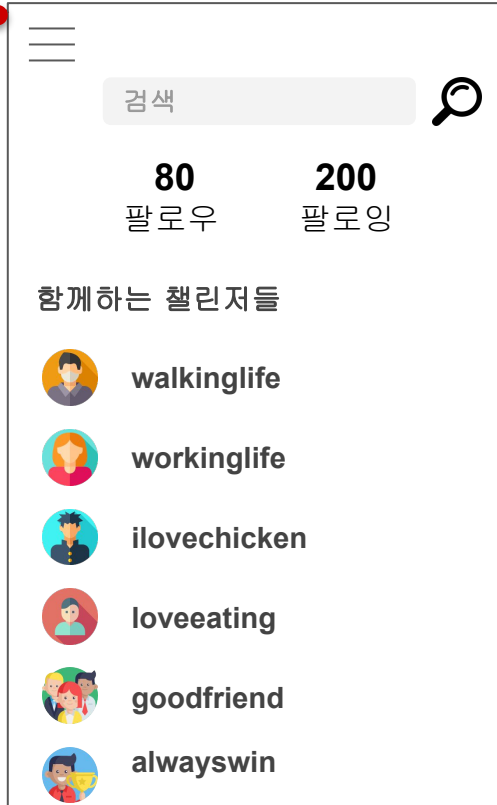 검색
80 200
팔로우 팔로잉
함께하는 챌린저들
walkinglife
workinglife
ilovechicken
loveeating
goodfriend
alwayswin